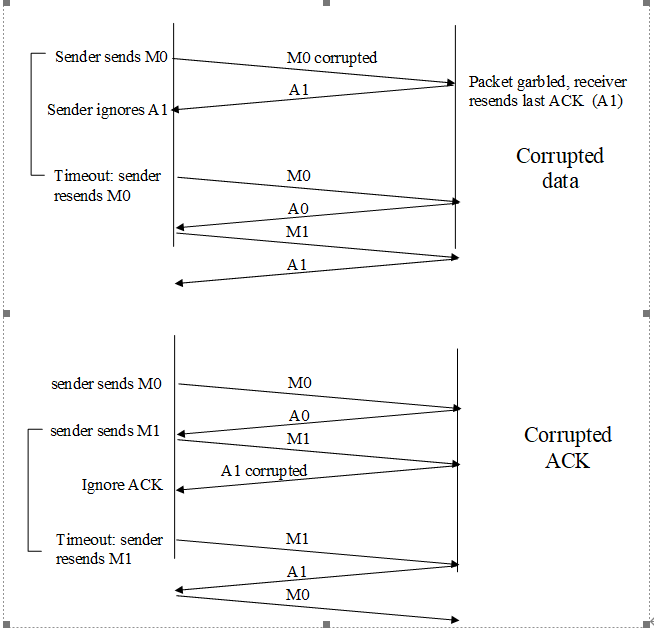 Sender sends M0
M0 corrupted
A1
Packet garbled, receiver
resends last ACK (A1)
Sender ignores A1
Corrupted
data
Timeout: sender
resends M0
M0
A0
M1
A1
sender sends M0
M0
A0
sender sends M1
M1
Corrupted
ACK
A1 corrupted
Ignore ACK
Timeout: sender
resends M1
M1
A1
M0